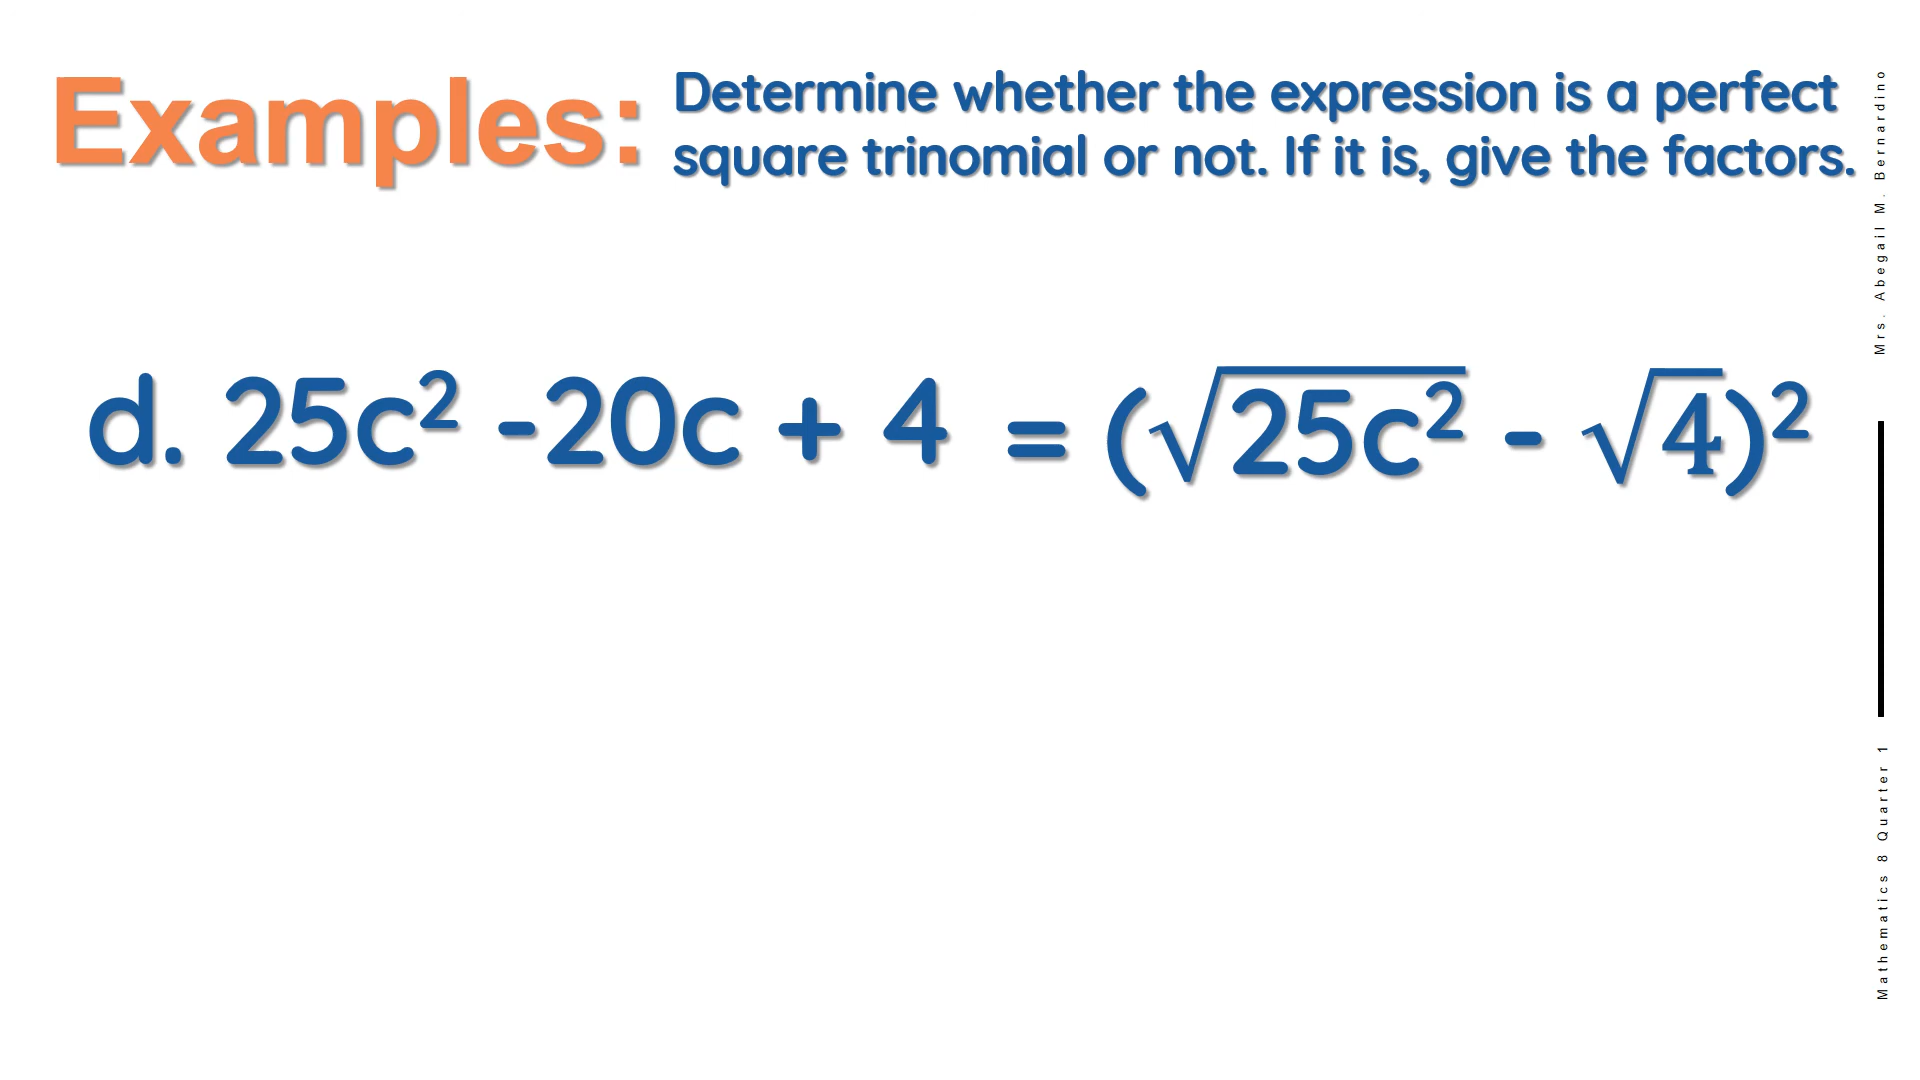 Examples:
Determine whether the expression is a perfect
square trinomial or not. If it is, give the factors.
d. 25c² -20c + 4 = (√25c² - √4)²
Mrs. Abegail M. Bernardino
Mathematics 8 Quarter 1